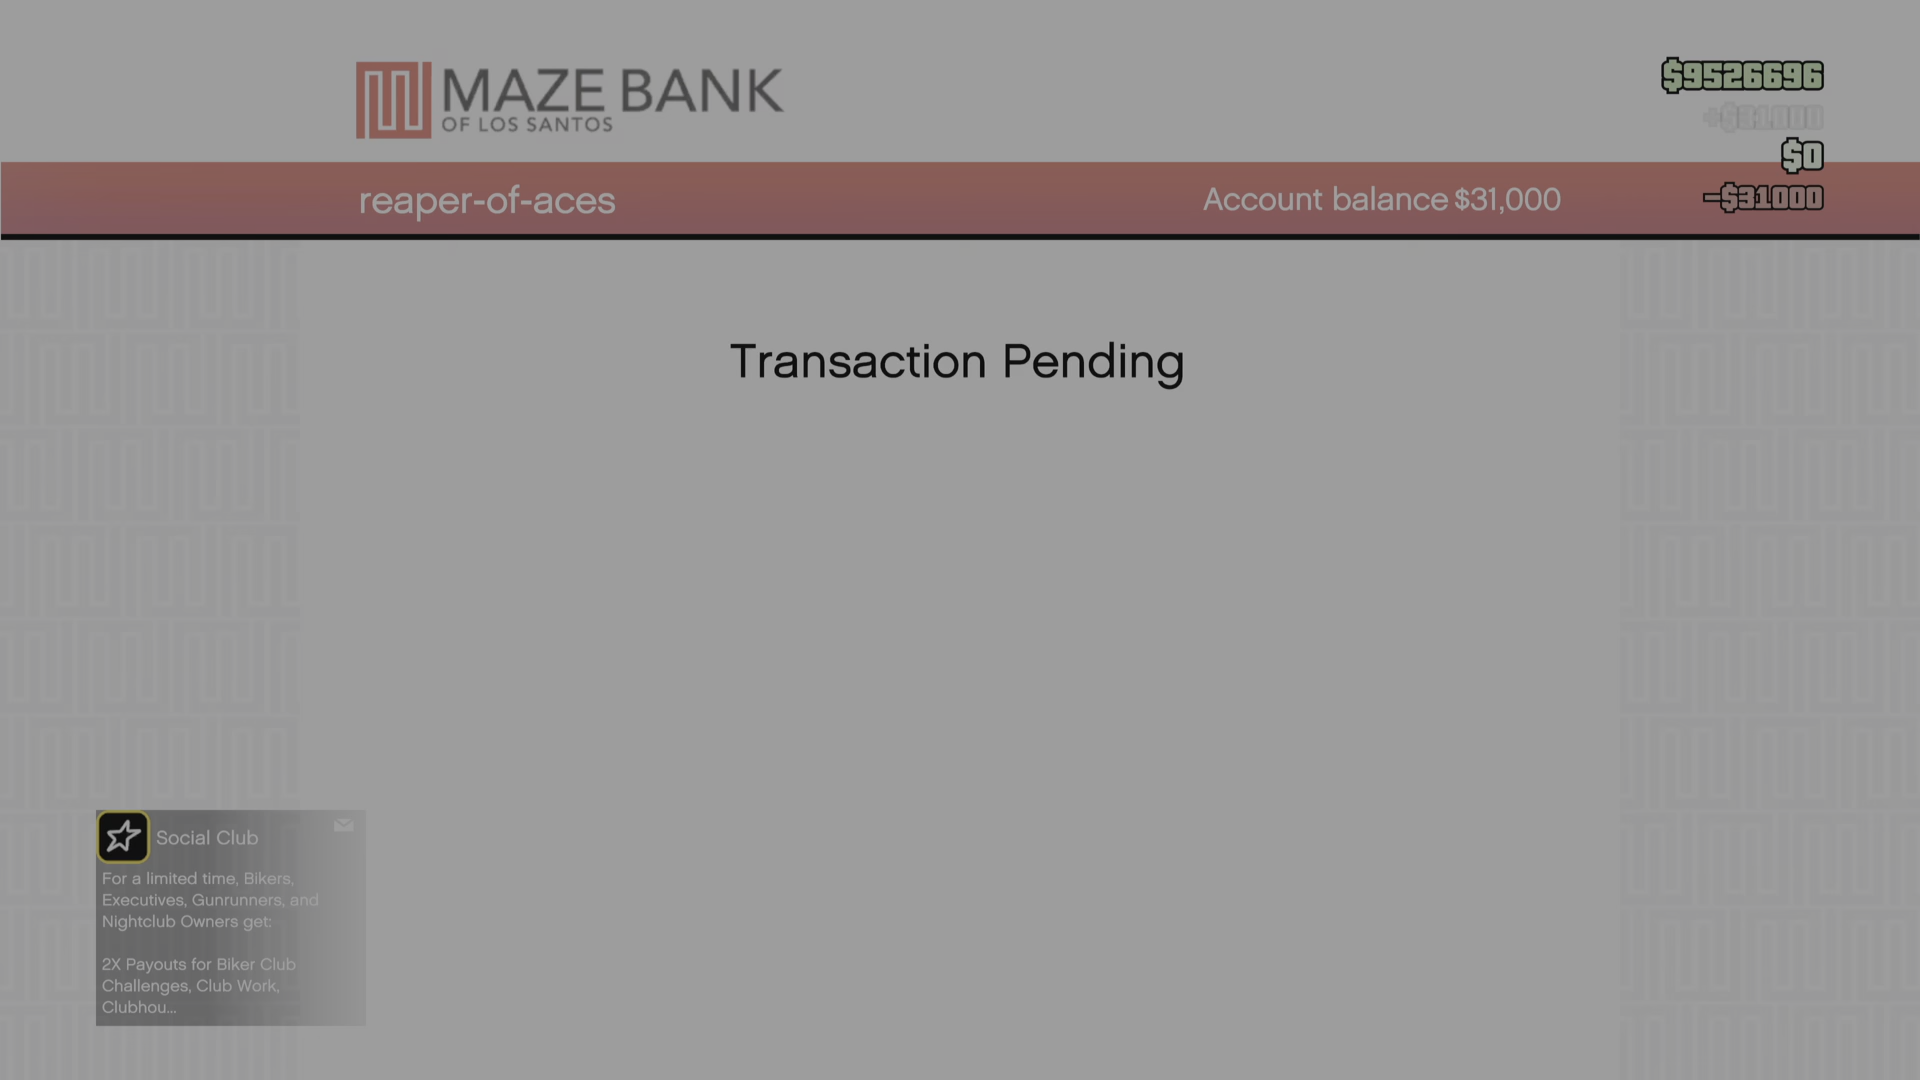 MAZE BANK
OF LOS SANTOS
$9526696
+$31000
$0
reaper-of-aces
Account balance $31,000
-$31000
Transaction Pending
Social Club
For a limited time, Bikers,
Executives, Gunrunners, and
Nightclub Owners get:
2X Payouts for Biker Club
Challenges, Club Work,
Clubhou...